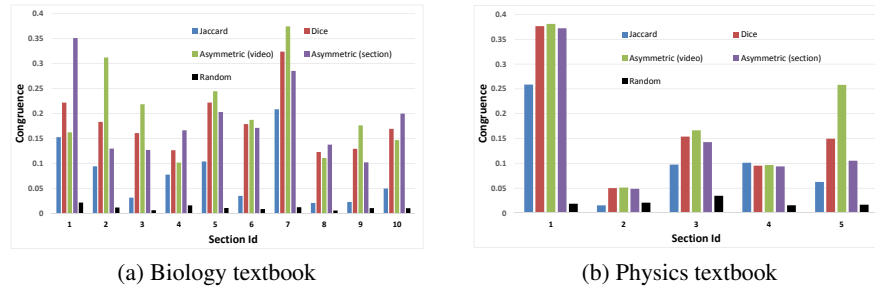 0.4
0.35
0.3
0.25
0.2
0.15
0.1
0.05
0
Congruence
Jaccard Dice
Asymmetric (video) Asymmetric (section)
Random
1 2 3 4 5 6 7 8 9 10
Section Id
(a) Biology textbook
0.4
0.35
0.3
0.25
0.2
0.15
0.1
0.05
0
Congruence
Jaccard Dice
Asymmetric (video) Asymmetric (section)
Random
1 2 3 4 5
Section Id
(b) Physics textbook